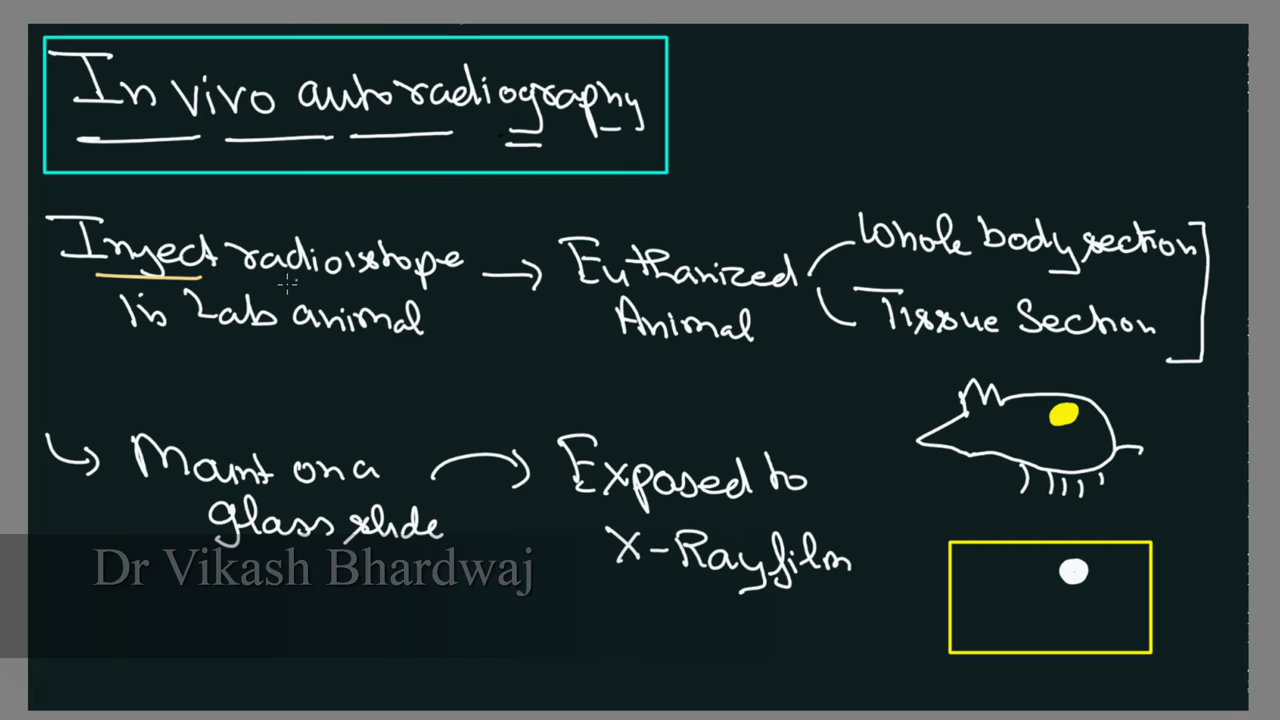 In vivo autoradiography
Inject radioisotope → Euthanized Whole body section
in Lab animal Animal Tissue Section
↳ Mount on a Exposed to
glass slide X-Ray film
Dr Vikash Bhardwaj